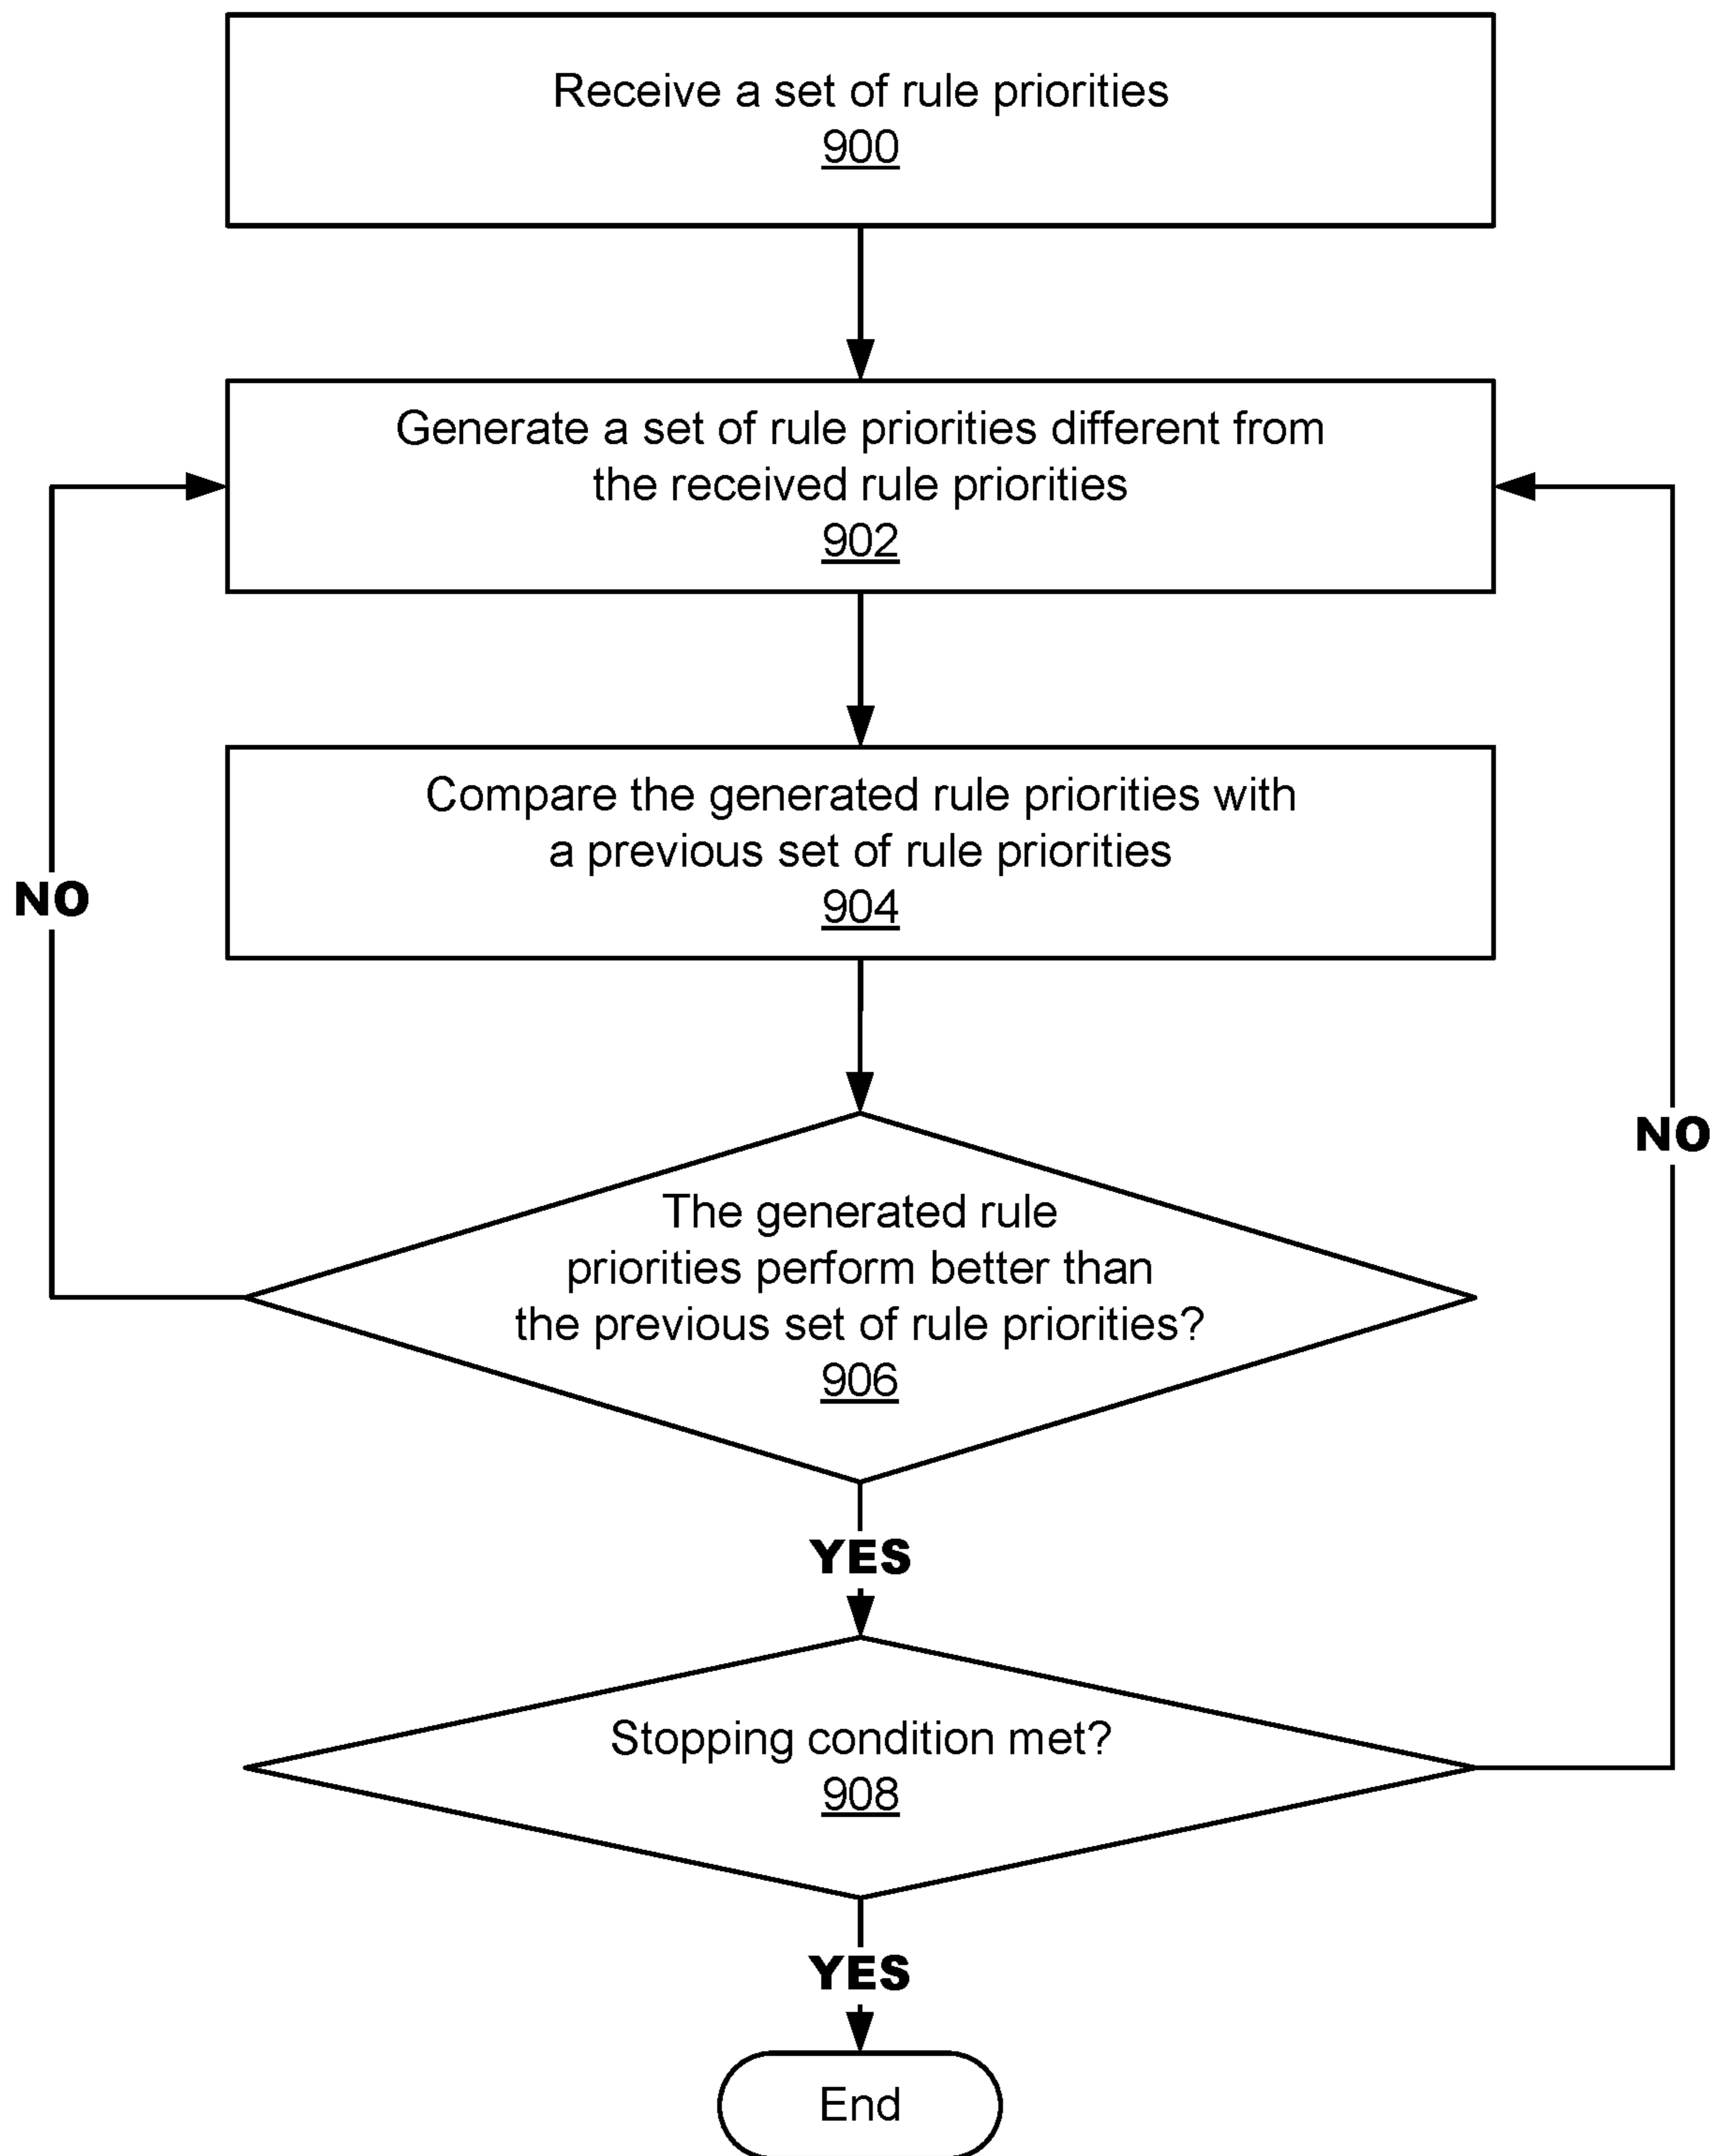 Receive a set of rule priorities
900
Generate a set of rule priorities different from
the received rule priorities
902
Compare the generated rule priorities with
a previous set of rule priorities
904
NO
NO
The generated rule
priorities perform better than
the previous set of rule priorities?
906
YES
Stopping condition met?
908
YES
End